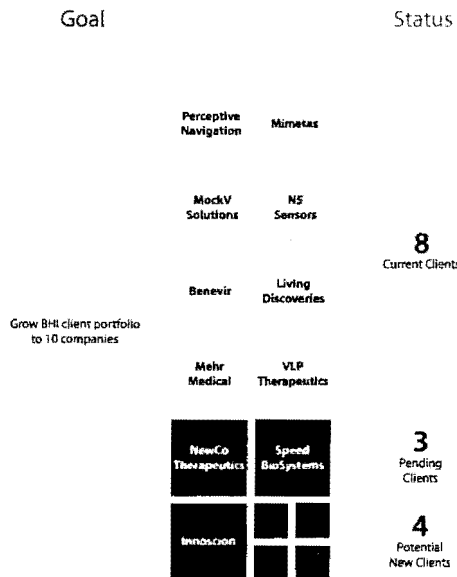 Goal
Status
Perceptive
Navigation
Mimetas
MockV
Solutions
N5
Sensors
8
Current Clients
Benevir
Living
Discoveries
Grow BHI client portfolio
to 10 companies
Mehr
Medical
VLP
Therapeutics
NewCo
Therapeutics
Speed
BioSystems
3
Pending
Clients
Innoscion
4
Potential
New Clients